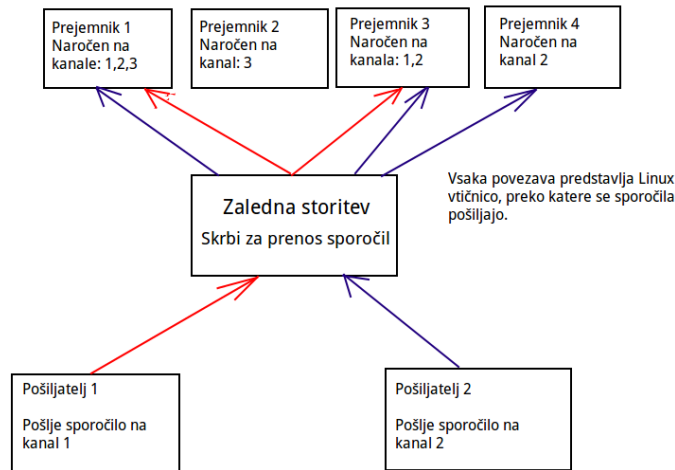 Prejemnik 1
Naročen na
kanale: 1,2,3
Prejemnik 2
Naročen na
kanal: 3
Prejemnik 3
Naročen na
kanala: 1,2
Prejemnik 4
Naročen na
kanal 2
Zaledna storitev
Skrbi za prenos sporočil
Vsaka povezava predstavlja Linux
vtičnico, preko katere se sporočila
pošiljajo.
Pošiljatelj 1
Pošlje sporočilo na
kanal 1
Pošiljatelj 2
Pošlje sporočilo na
kanal 2